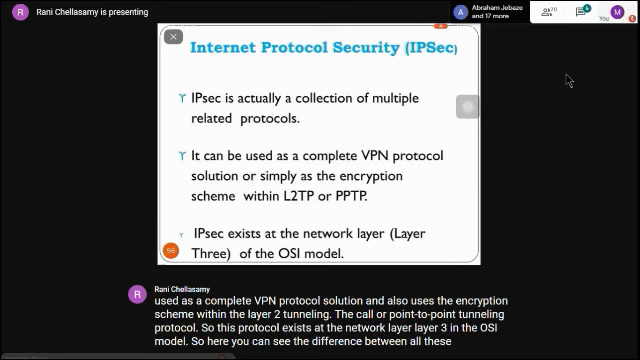 R Rani Chellasamy is presenting
A Abraham Jebaze
and 17 more
70
6
You
M
Internet Protocol Security (IPSec)
IPsec is actually a collection of multiple
related protocols.
It can be used as a complete VPN protocol
solution or simply as the encryption
scheme within L2TP or PPTP.
IPsec exists at the network layer (Layer
Three) of the OSI model.
96
R Rani Chellasamy
used as a complete VPN protocol solution and also uses the encryption
scheme within the layer 2 tunneling. The call or point-to-point tunneling
protocol. So this protocol exists at the network layer layer 3 in the OSI
model. So here you can see the difference between all these